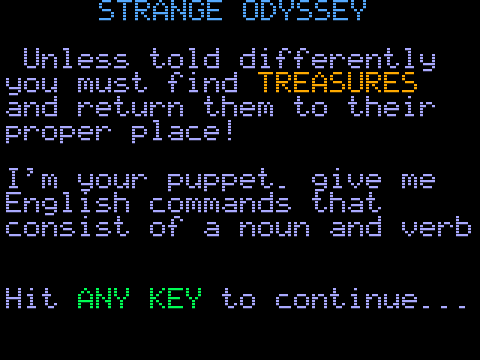 STRANGE ODYSSEY
Unless told differently
you must find TREASURES
and return them to their
proper place!
I'm your puppet. give me
English commands that
consist of a noun and verb
Hit ANY KEY to continue...